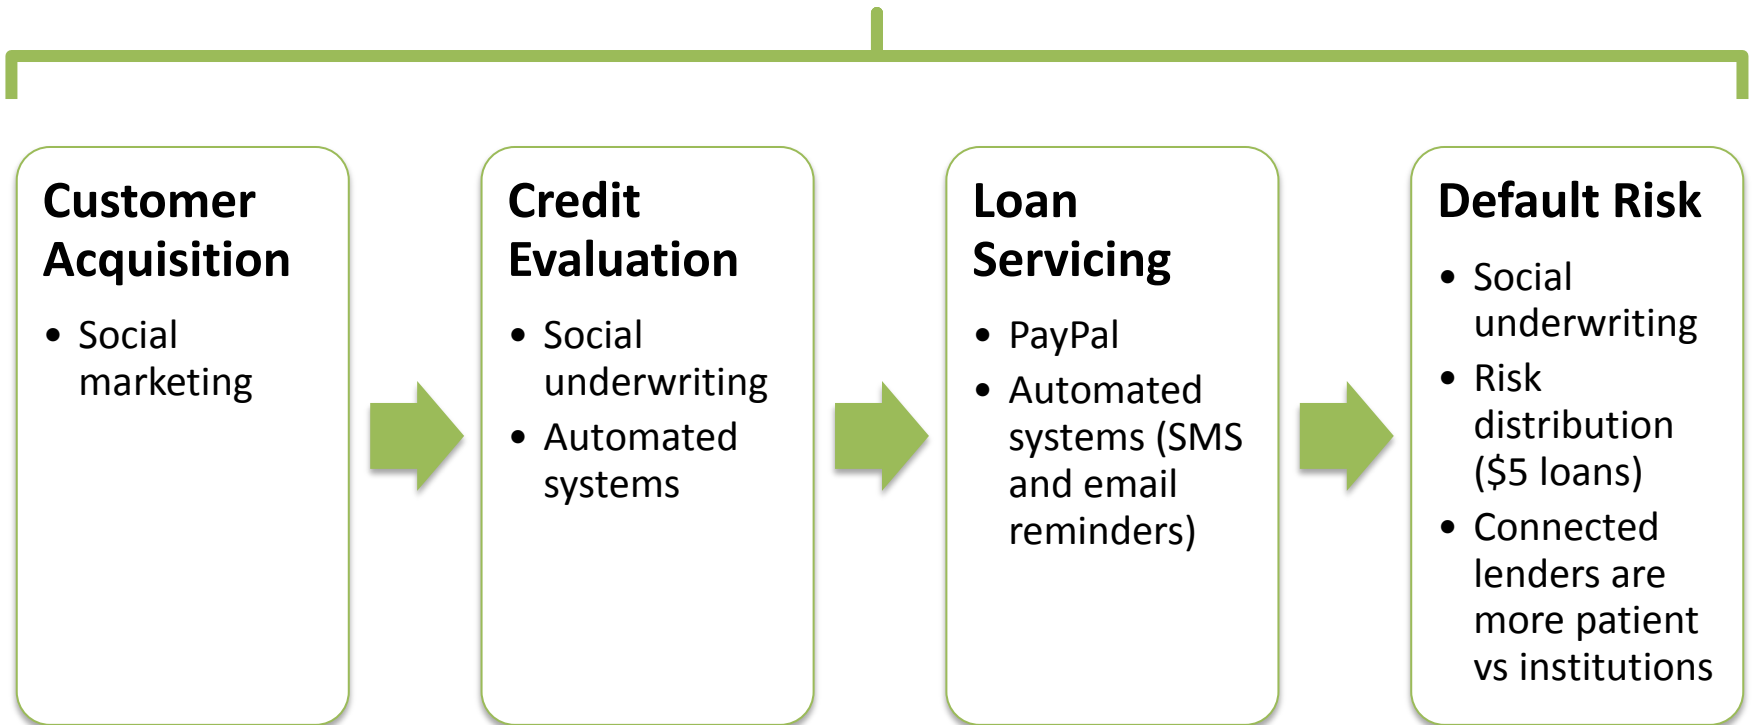 Customer
Acquisition
• Social
marketing
Credit
Evaluation
• Social
underwriting
• Automated
systems
Loan
Servicing
• PayPal
• Automated
systems (SMS
and email
reminders)
Default Risk
• Social
underwriting
• Risk
distribution
($5 loans)
• Connected
lenders are
more patient
vs institutions